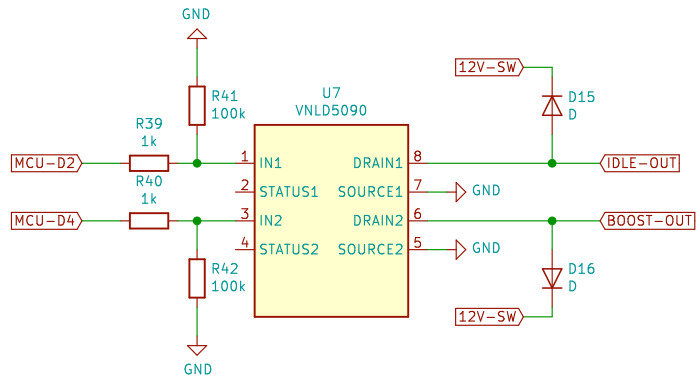 GND
U7
VNLD5090
12V-SW
R41
100k
D15
D
R39
1k
MCU-D2
1
IN1
DRAIN1
8
IDLE-OUT
R40
1k
2
STATUS1
SOURCE1
7
GND
MCU-D4
3
IN2
DRAIN2
6
BOOST-OUT
4
STATUS2
SOURCE2
5
GND
R42
100k
D16
D
12V-SW
GND